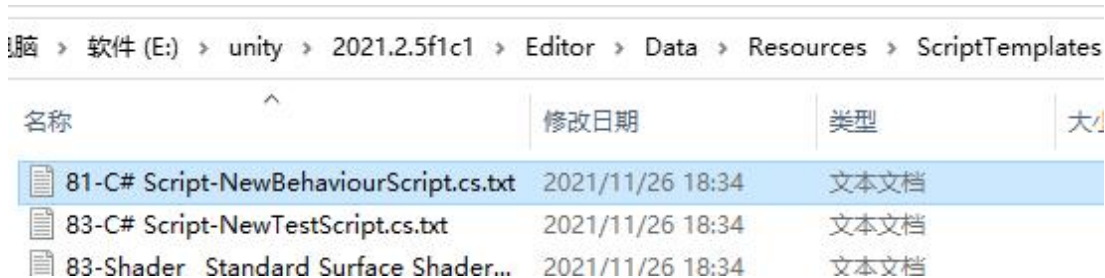 脑 › 软件 (E:) › unity › 2021.2.5f1c1 › Editor › Data › Resources › ScriptTemplates
名称 修改日期 类型 大小
81-C# Script-NewBehaviourScript.cs.txt 2021/11/26 18:34 文本文档
83-C# Script-NewTestScript.cs.txt 2021/11/26 18:34 文本文档
83-Shader_Standard Surface Shader... 2021/11/26 18:34 文本文档